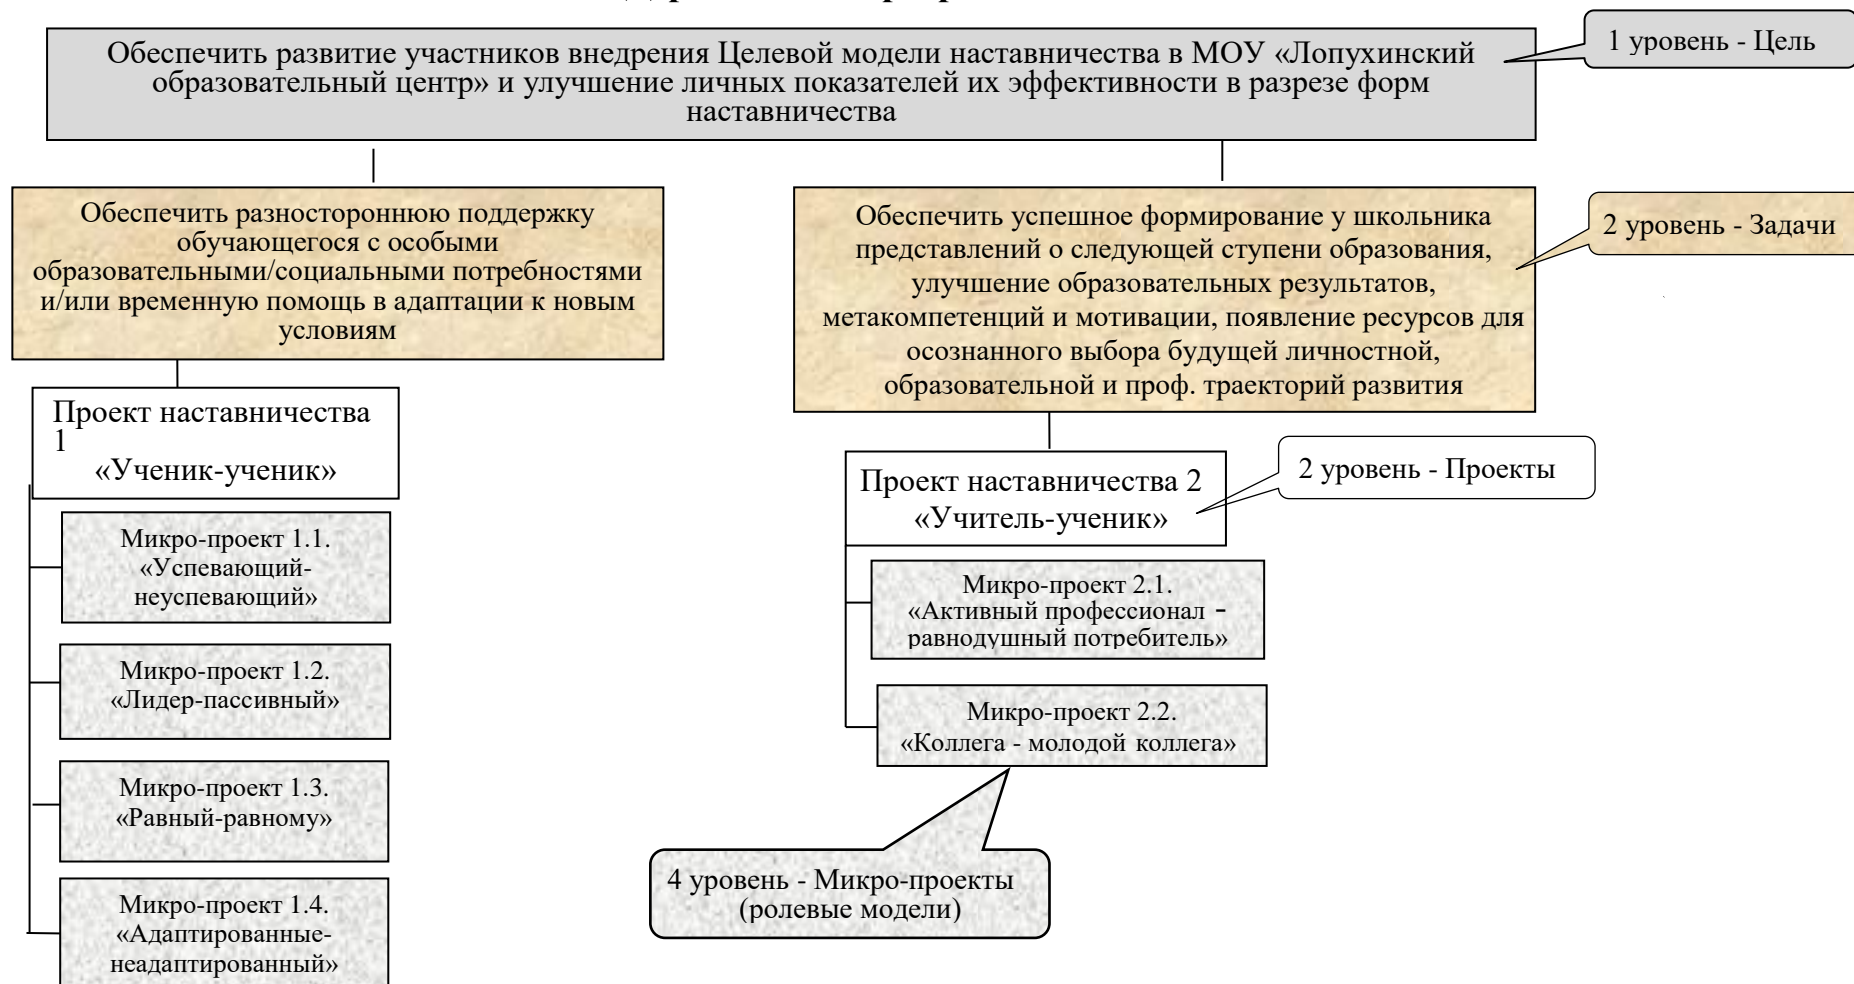 Обеспечить развитие участников внедрения Целевой модели наставничества в МОУ «Лопухинский
образовательный центр» и улучшение личных показателей их эффективности в разрезе форм
наставничества
1 уровень - Цель
Обеспечить разностороннюю поддержку
обучающегося с особыми
образовательными/социальными потребностями
и/или временную помощь в адаптации к новым
условиям
Обеспечить успешное формирование у школьника
представлений о следующей ступени образования,
улучшение образовательных результатов,
метакомпетенций и мотивации, появление ресурсов для
осознанного выбора будущей личностной,
образовательной и проф. траекторий развития
2 уровень - Задачи
Проект наставничества
1
«Ученик-ученик»
Проект наставничества 2
«Учитель-ученик»
2 уровень - Проекты
Микро-проект 1.1.
«Успевающий-
неуспевающий»
Микро-проект 1.2.
«Лидер-пассивный»
Микро-проект 1.3.
«Равный-равному»
Микро-проект 1.4.
«Адаптированные-
неадаптированный»
Микро-проект 2.1.
«Активный профессионал -
равнодушный потребитель»
Микро-проект 2.2.
«Коллега - молодой коллега»
4 уровень - Микро-проекты
(ролевые модели)